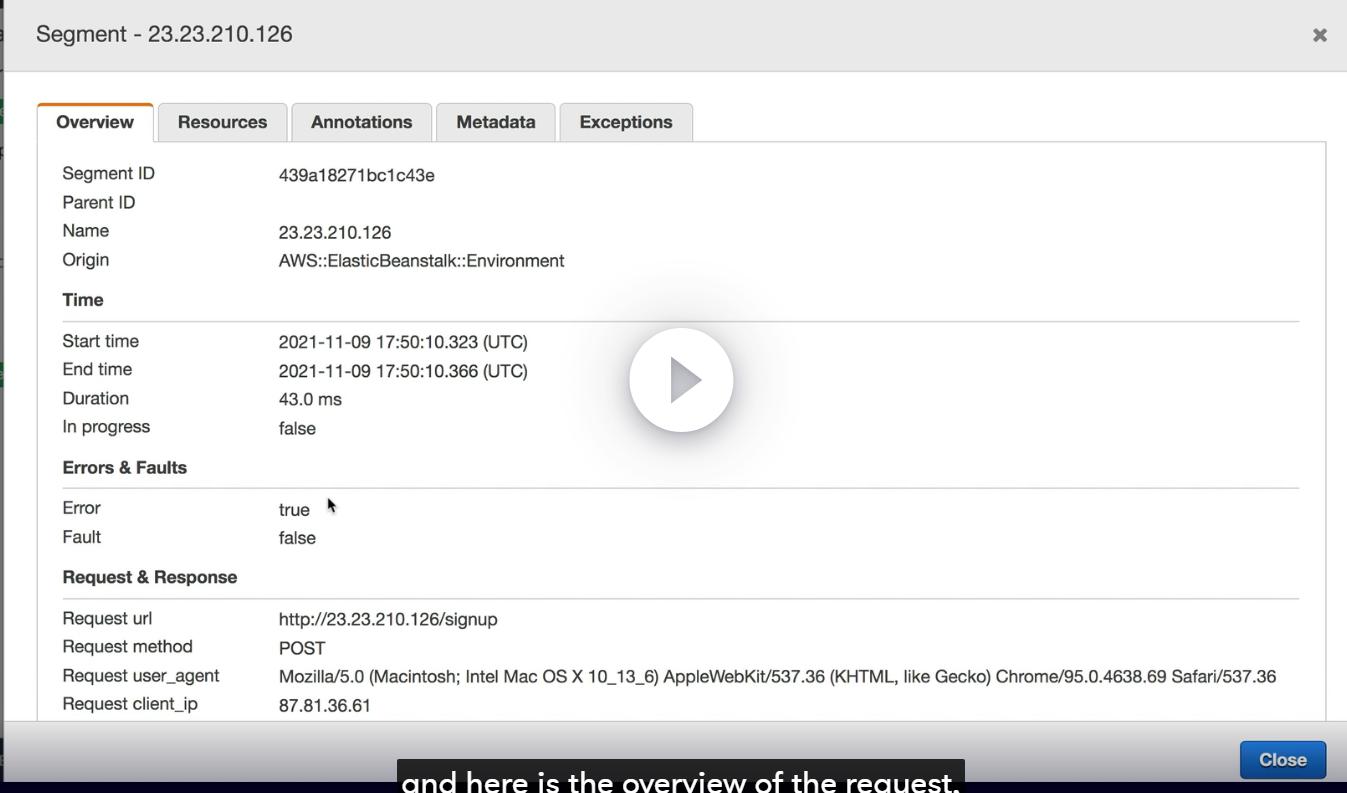 Segment - 23.23.210.126
Overview Resources Annotations Metadata Exceptions
Segment ID 439a18271bc1c43e
Parent ID
Name 23.23.210.126
Origin AWS::ElasticBeanstalk::Environment
Time
Start time 2021-11-09 17:50:10.323 (UTC)
End time 2021-11-09 17:50:10.366 (UTC)
Duration 43.0 ms
In progress false
Errors & Faults
Error true
Fault false
Request & Response
Request url http://23.23.210.126/signup
Request method POST
Request user_agent Mozilla/5.0 (Macintosh; Intel Mac OS X 10_13_6) AppleWebKit/537.36 (KHTML, like Gecko) Chrome/95.0.4638.69 Safari/537.36
Request client_ip 87.81.36.61
Close
and here is the overview of the request,